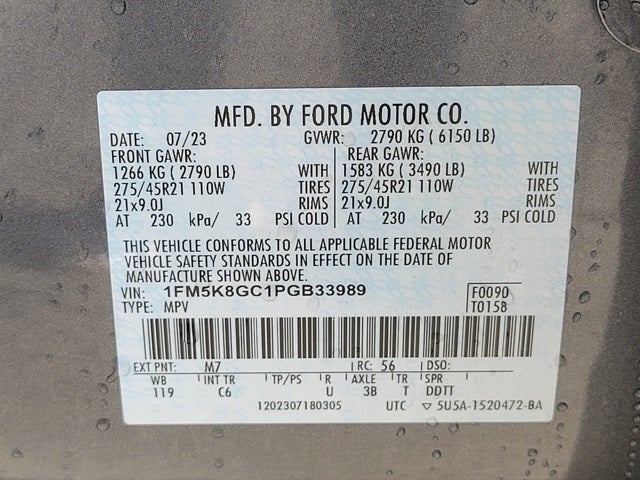 MFD. BY FORD MOTOR CO.
DATE: 07/23 GVWR: 2790 KG ( 6150 LB)
FRONT GAWR: REAR GAWR:
1266 KG ( 2790 LB) WITH 1583 KG ( 3490 LB) WITH
275/45R21 110W TIRES 275/45R21 110W TIRES
21x9.0J RIMS 21x9.0J RIMS
AT 230 kPa/ 33 PSI COLD AT 230 kPa/ 33 PSI COLD
THIS VEHICLE CONFORMS TO ALL APPLICABLE FEDERAL MOTOR
VEHICLE SAFETY STANDARDS IN EFFECT ON THE DATE OF
MANUFACTURE SHOWN ABOVE.
VIN: 1FM5K8GC1PGB33989 F0090
TYPE: MPV T0158
EXT PNT: M7 RC: 56 DSO:
WB INT TR TP/PS R AXLE TR SPR
119 C6 U 3B T DDTT
1202307180305 UTC ▽ 5U5A-1520472-BA